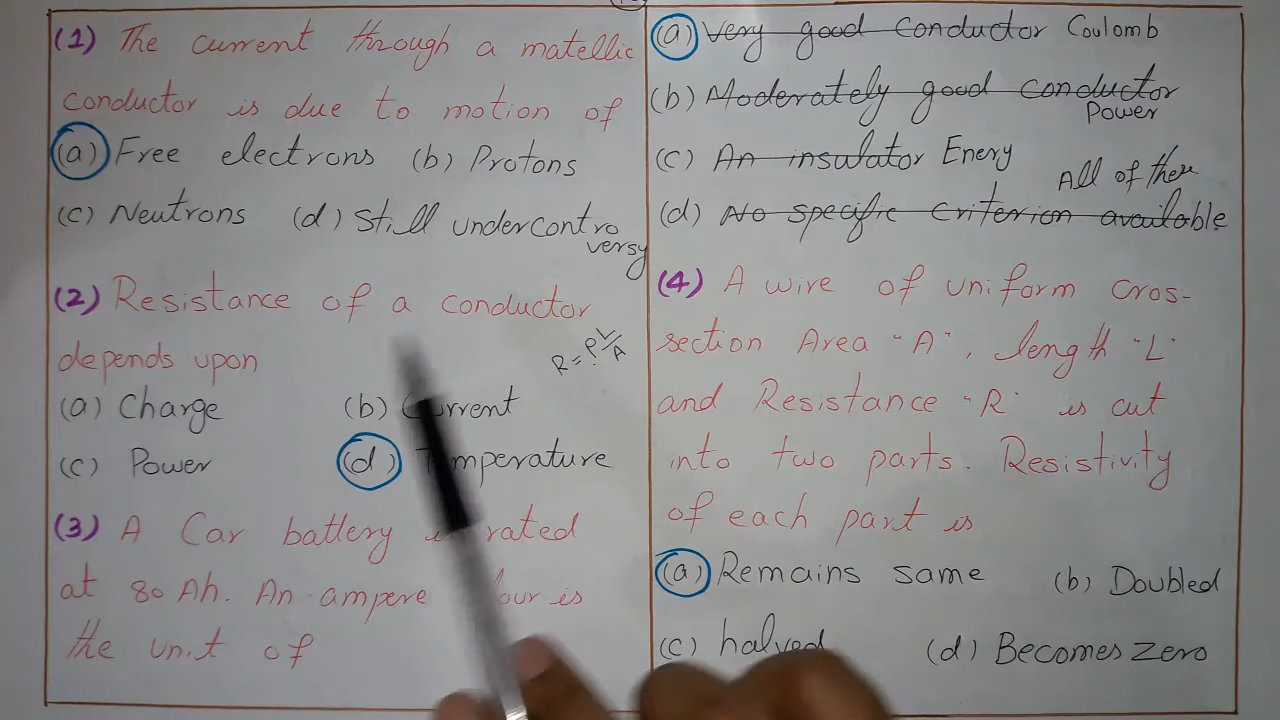 (1) The current through a matellic
conductor is due to motion of
(a) Free electrons (b) Protons
(c) Neutrons (d) Still undercontro
versy
(2) Resistance of a conductor
depends upon
R = ρL/A
(a) Charge (b) Current
(c) Power (d) Temperature
(3) A Car battery is rated
at 80 Ah. An ampere hour is
the unit of
(a) Very good conductor Coulomb
(b) Moderately good conductor
Power
(c) An insulator Enery
All of these
(d) No specific criterion available
(4) A wire of uniform cros-
section Area "A", length "L"
and Resistance "R" is cut
into two parts. Resistivity
of each part is
(a) Remains same (b) Doubled
(c) halved (d) Becomes zero